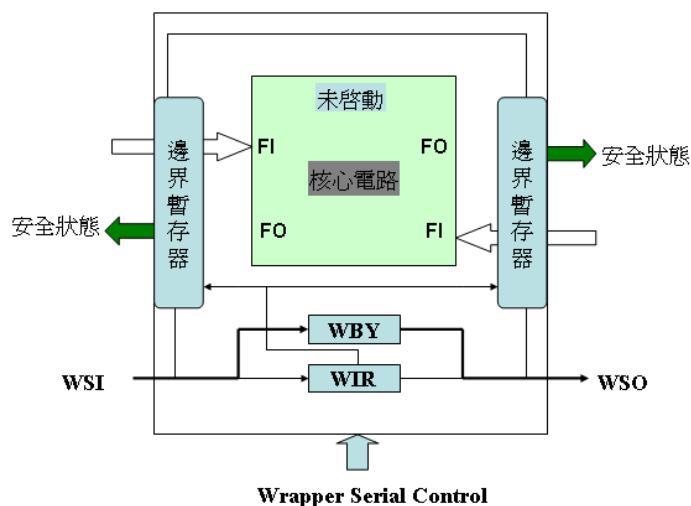 未啓動
邊界暫存器
FI
FO
邊界暫存器
安全狀態
核心電路
安全狀態
FO
FI
WBY
WSI
WIR
WSO
Wrapper Serial Control